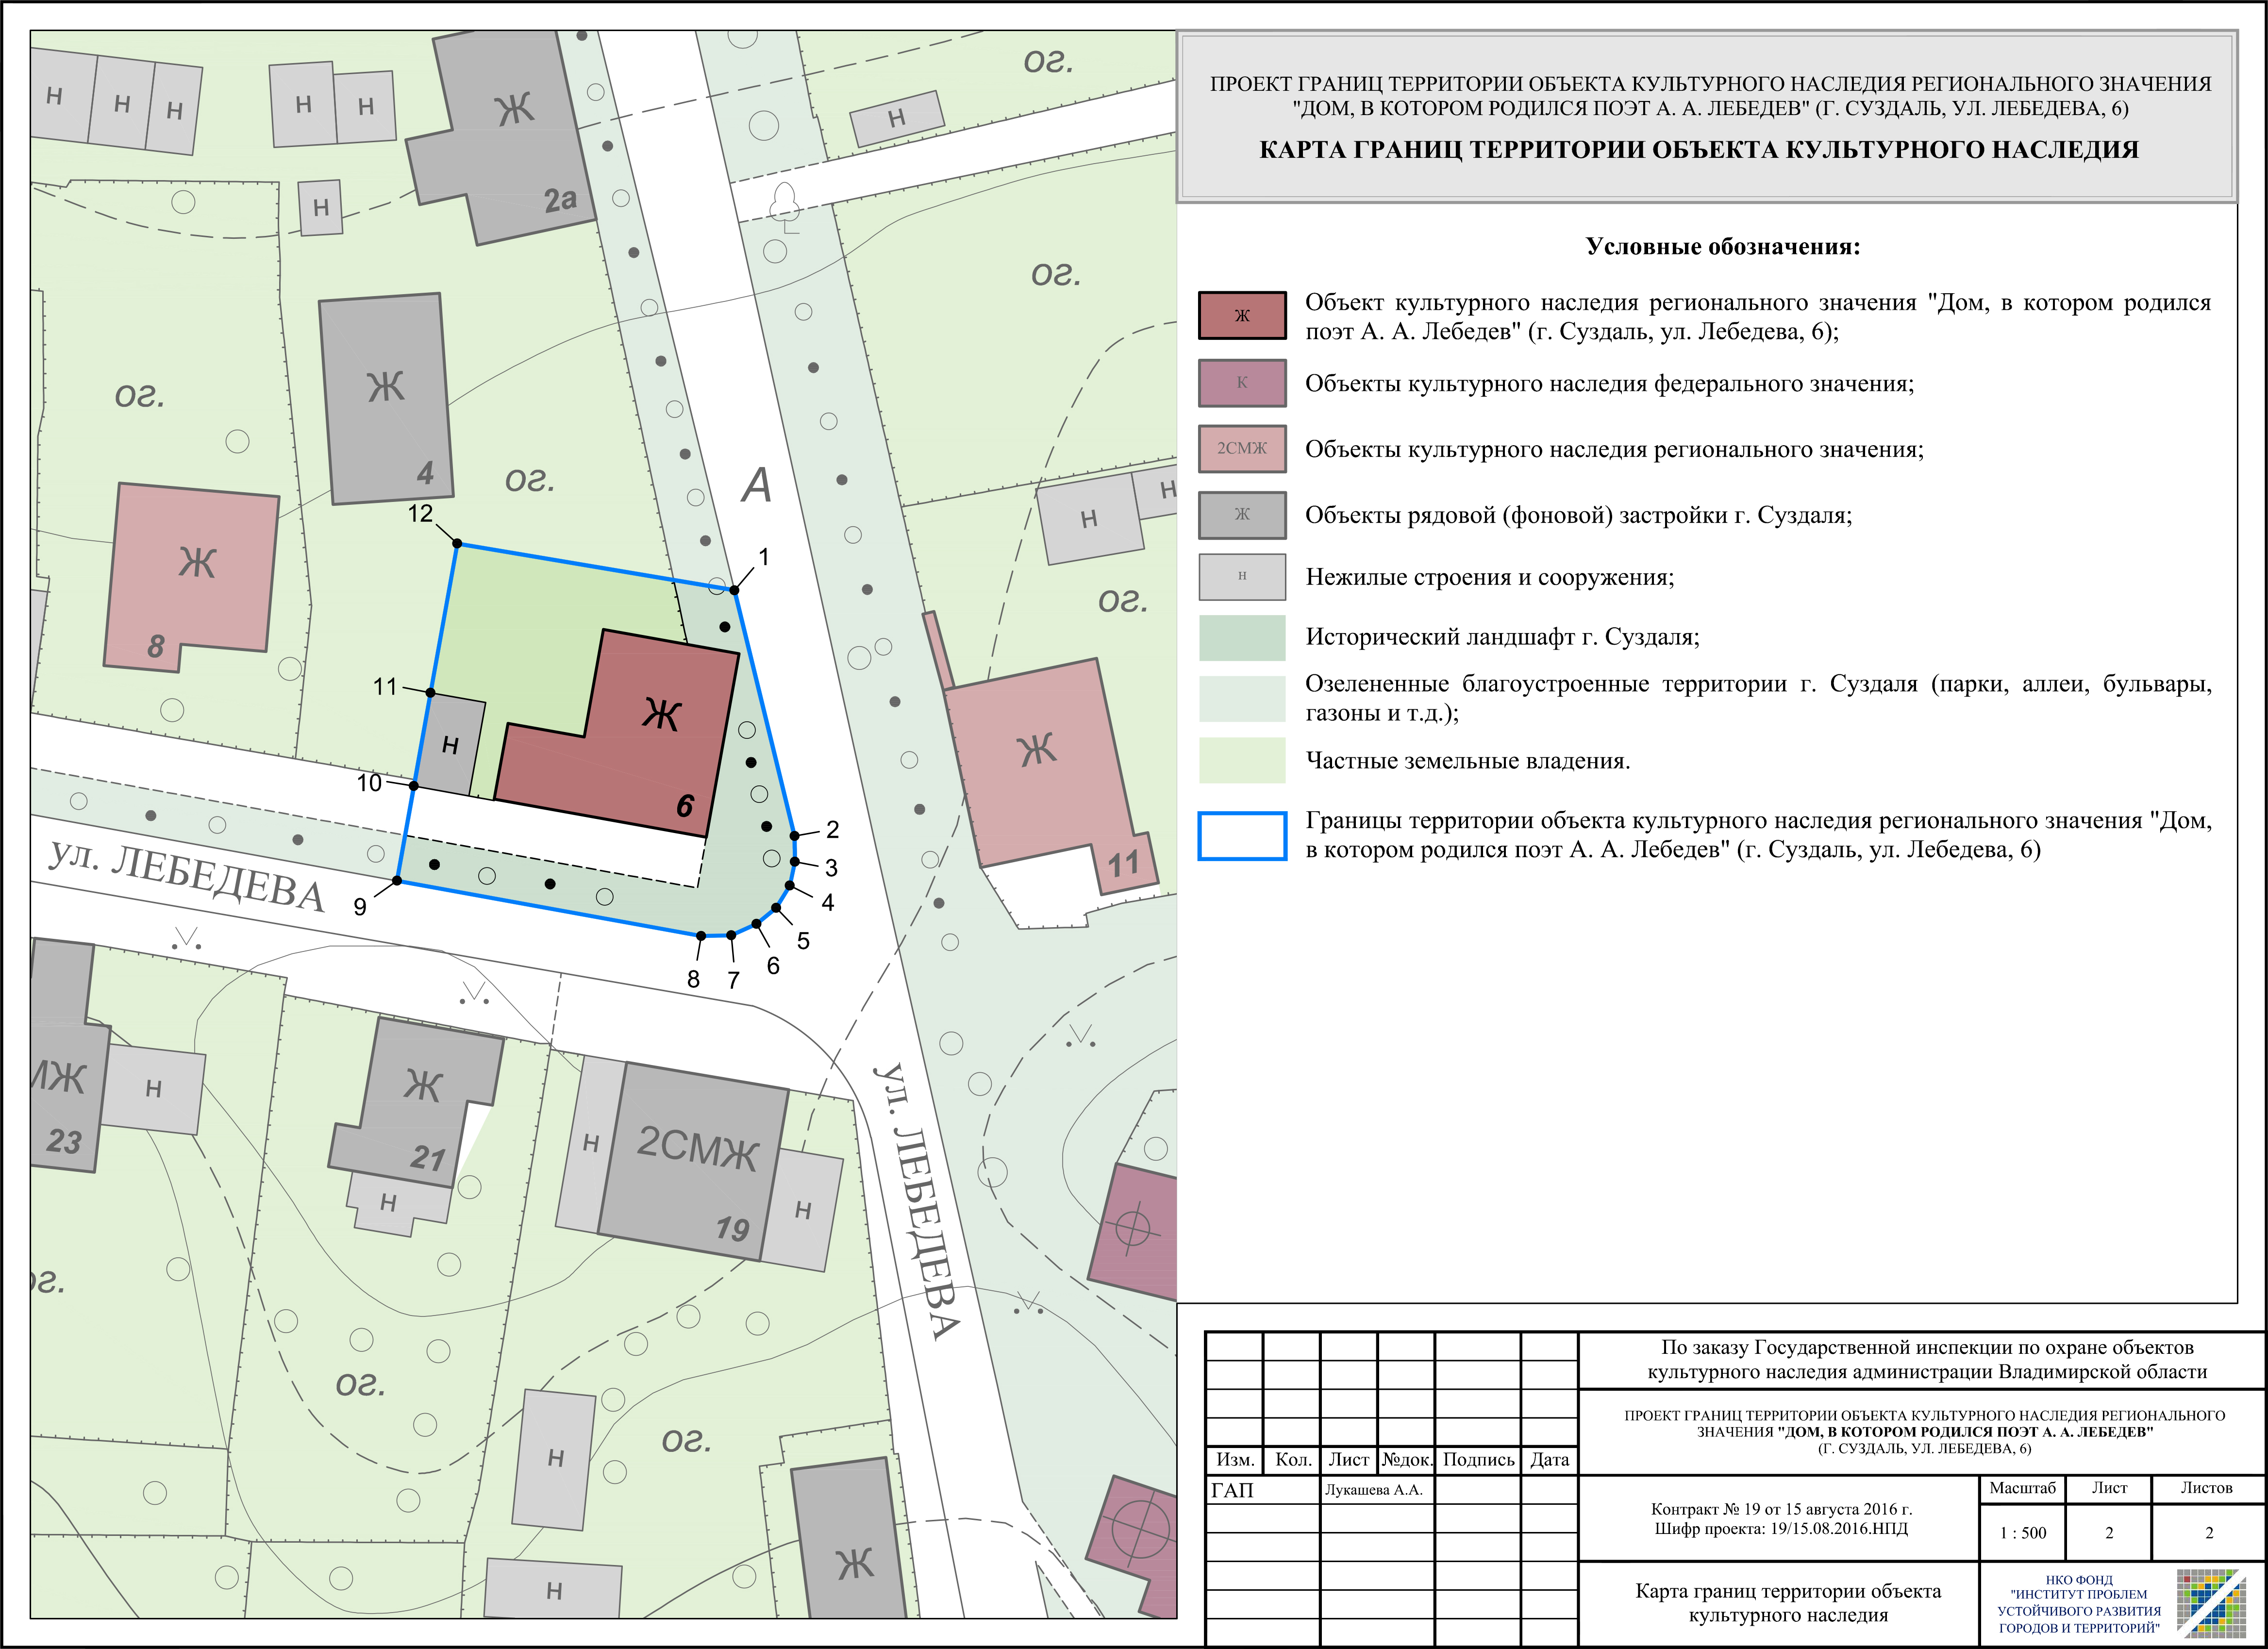 ПРОЕКТ ГРАНИЦ ТЕРРИТОРИИ ОБЪЕКТА КУЛЬТУРНОГО НАСЛЕДИЯ РЕГИОНАЛЬНОГО ЗНАЧЕНИЯ
"ДОМ, В КОТОРОМ РОДИЛСЯ ПОЭТ А. А. ЛЕБЕДЕВ" (Г. СУЗДАЛЬ, УЛ. ЛЕБЕДЕВА, 6)
КАРТА ГРАНИЦ ТЕРРИТОРИИ ОБЪЕКТА КУЛЬТУРНОГО НАСЛЕДИЯ
Условные обозначения:
Ж
Объект культурного наследия регионального значения "Дом, в котором родился
поэт А. А. Лебедев" (г. Суздаль, ул. Лебедева, 6);
К
Объекты культурного наследия федерального значения;
2СМЖ
Объекты культурного наследия регионального значения;
Ж
Объекты рядовой (фоновой) застройки г. Суздаля;
н
Нежилые строения и сооружения;
Исторический ландшафт г. Суздаля;
Озелененные благоустроенные территории г. Суздаля (парки, аллеи, бульвары,
газоны и т.д.);
Частные земельные владения.
Границы территории объекта культурного наследия регионального значения "Дом,
в котором родился поэт А. А. Лебедев" (г. Суздаль, ул. Лебедева, 6)
н н н н н
Ж
2а
н
ог.
н
ог.
Ж
4
ог.
ог.
А
12
1
н н
ог.
Ж
8
11
н
10
Ж
6
2
3
4
5
6
7
8
9
Ж
11
ул. ЛЕБЕДЕВА
ул. ЛЕБЕДЕВА
МЖ
23
н
Ж
21
н
н
2СМЖ
19
н
ог.
ог.
ог.
н
н
Ж
По заказу Государственной инспекции по охране объектов
культурного наследия администрации Владимирской области
ПРОЕКТ ГРАНИЦ ТЕРРИТОРИИ ОБЪЕКТА КУЛЬТУРНОГО НАСЛЕДИЯ РЕГИОНАЛЬНОГО
ЗНАЧЕНИЯ "ДОМ, В КОТОРОМ РОДИЛСЯ ПОЭТ А. А. ЛЕБЕДЕВ"
(Г. СУЗДАЛЬ, УЛ. ЛЕБЕДЕВА, 6)
Изм. Кол. Лист №док. Подпись Дата
ГАП Лукашева А.А.
Контракт № 19 от 15 августа 2016 г.
Шифр проекта: 19/15.08.2016.НПД
Масштаб Лист Листов
1 : 500 2 2
Карта границ территории объекта
культурного наследия
НКО ФОНД
"ИНСТИТУТ ПРОБЛЕМ
УСТОЙЧИВОГО РАЗВИТИЯ
ГОРОДОВ И ТЕРРИТОРИЙ"